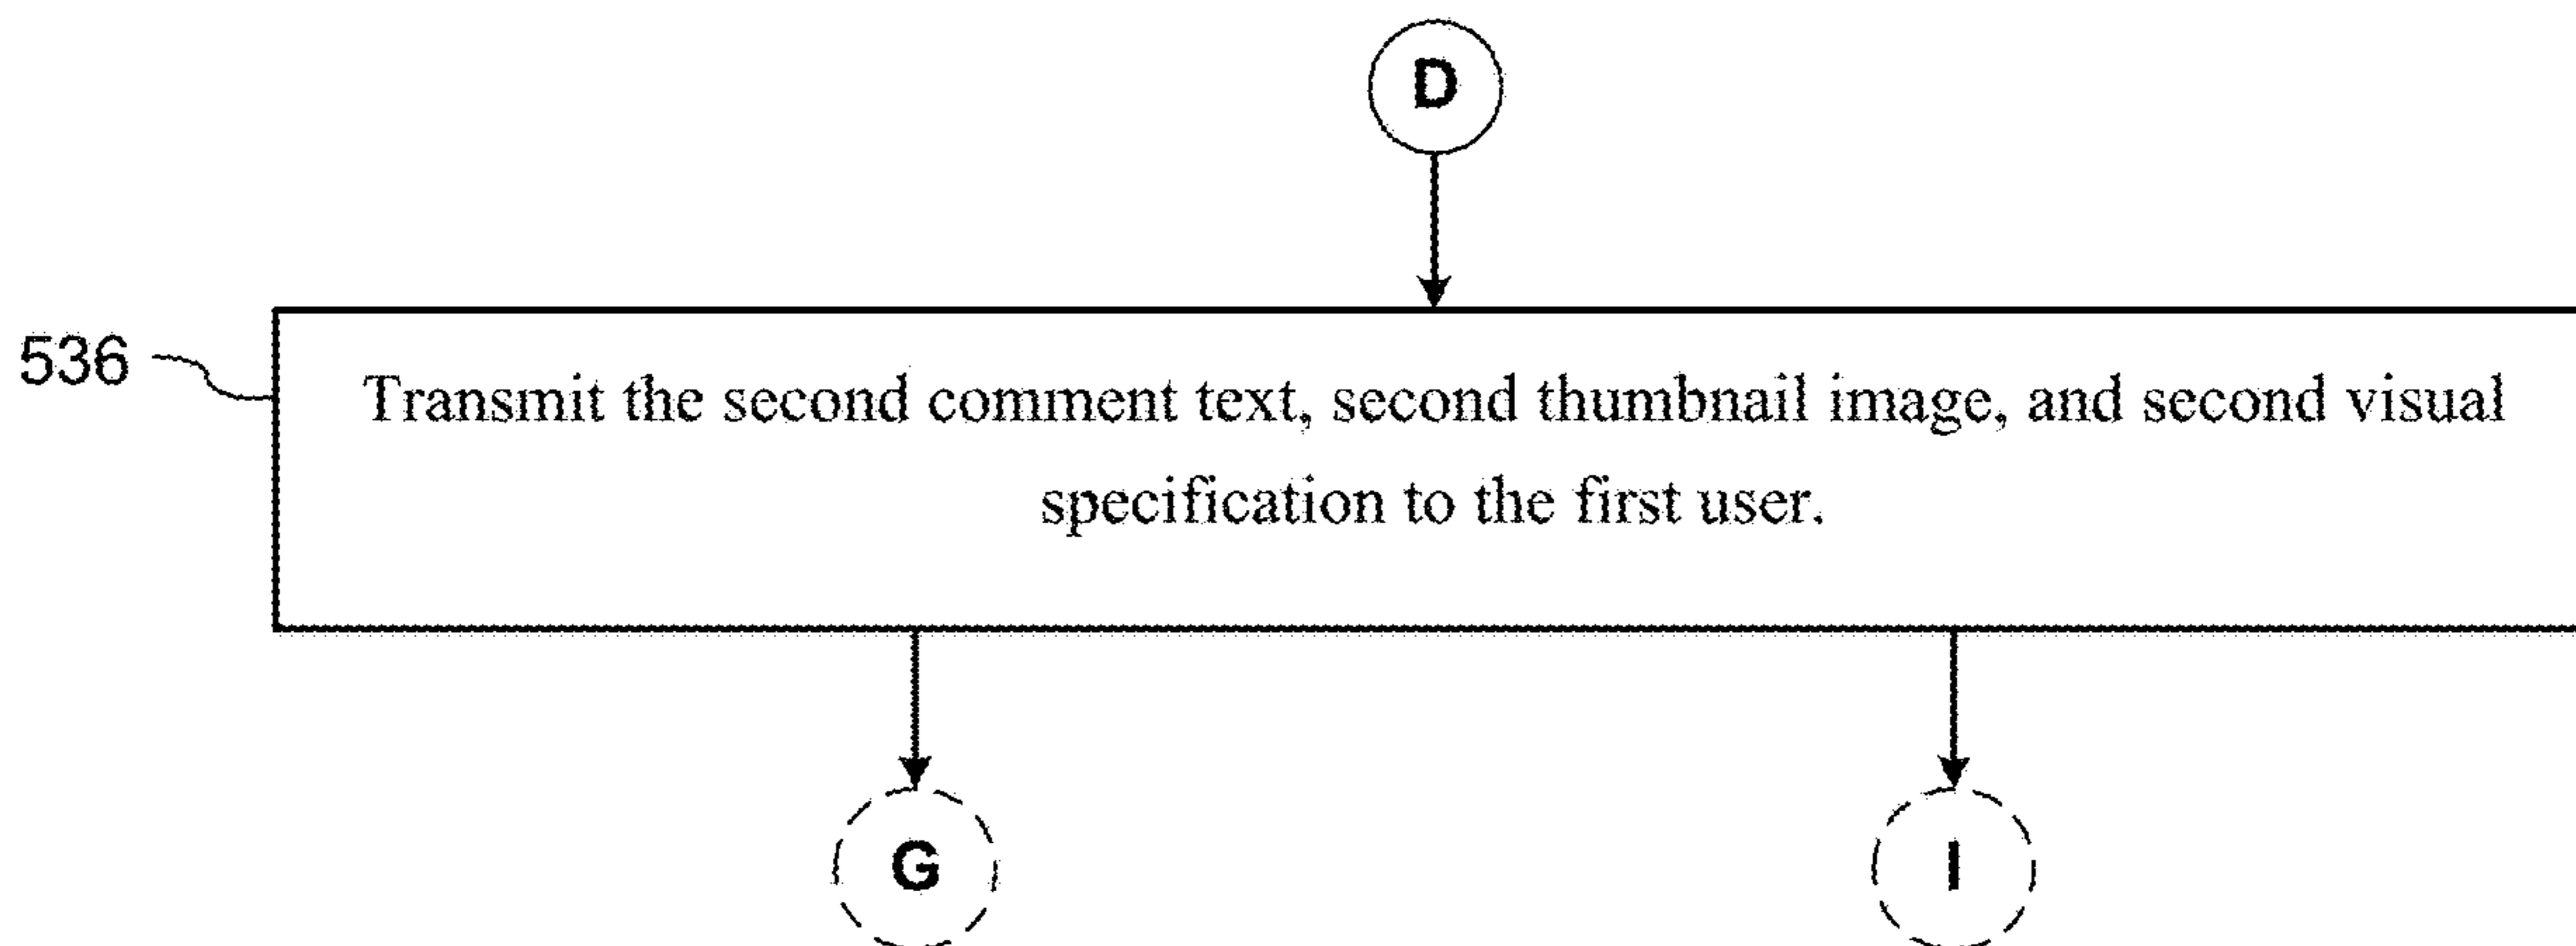 D
536
Transmit the second comment text, second thumbnail image, and second visual
specification to the first user.
G
I